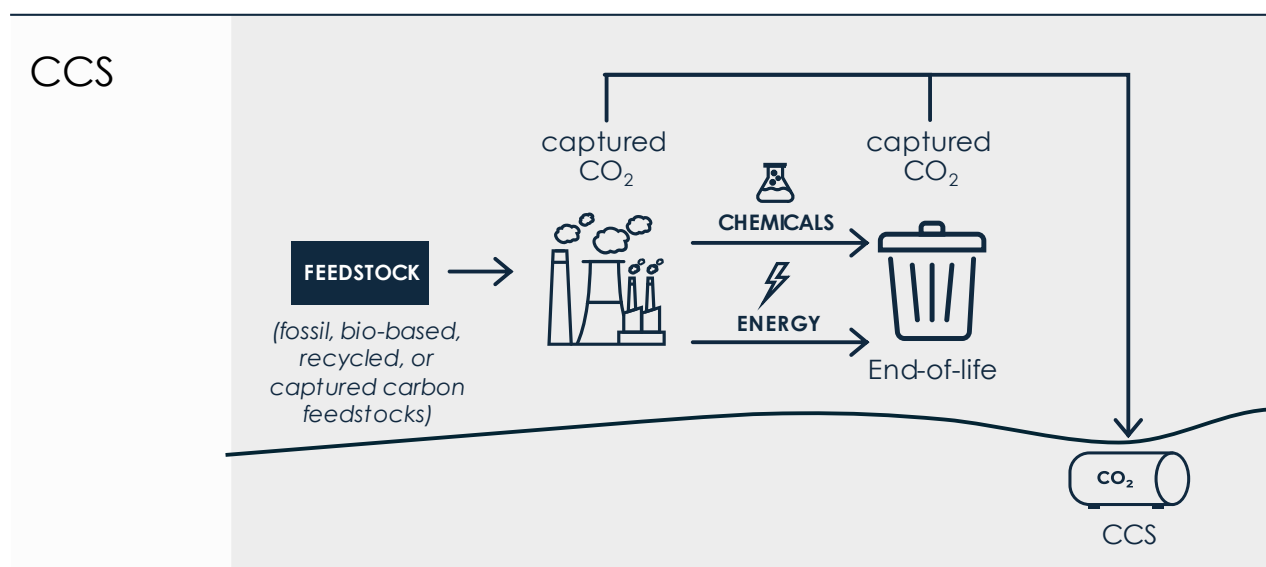 CCS
captured
CO₂
captured
CO₂
CHEMICALS
FEEDSTOCK
ENERGY
(fossil, bio-based,
recycled, or
captured carbon
feedstocks)
End-of-life
CO₂
CCS